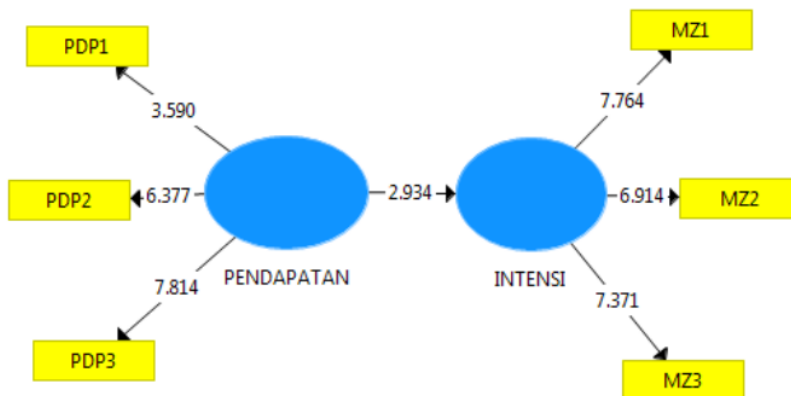 PDP1
MZ1
3.590
7.764
PDP2
6.377
2.934
6.914
MZ2
PENDAPATAN
INTENSI
7.814
7.371
PDP3
MZ3